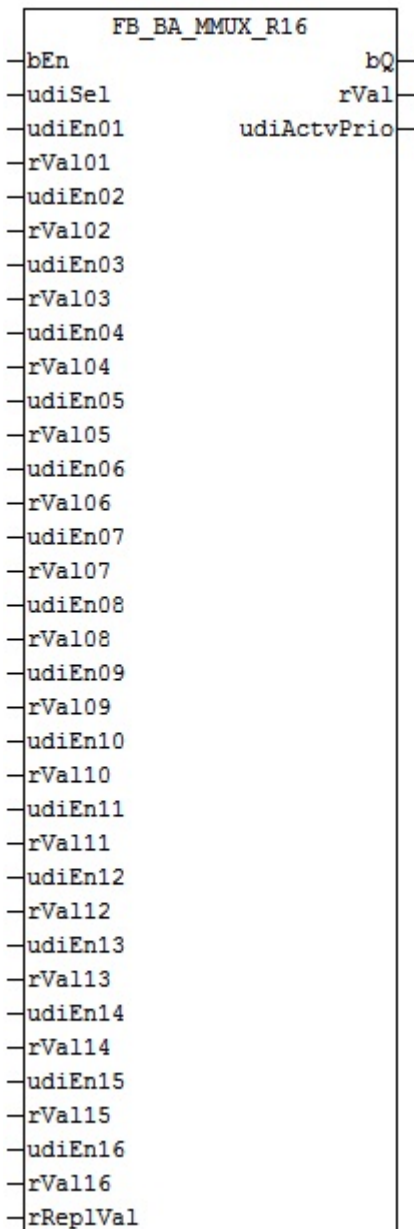 FB_BA_MMUX_R16
bEn bQ
udiSel rVal
udiEn01 udiActvPrio
rVal01
udiEn02
rVal02
udiEn03
rVal03
udiEn04
rVal04
udiEn05
rVal05
udiEn06
rVal06
udiEn07
rVal07
udiEn08
rVal08
udiEn09
rVal09
udiEn10
rVal10
udiEn11
rVal11
udiEn12
rVal12
udiEn13
rVal13
udiEn14
rVal14
udiEn15
rVal15
udiEn16
rVal16
rReplVal